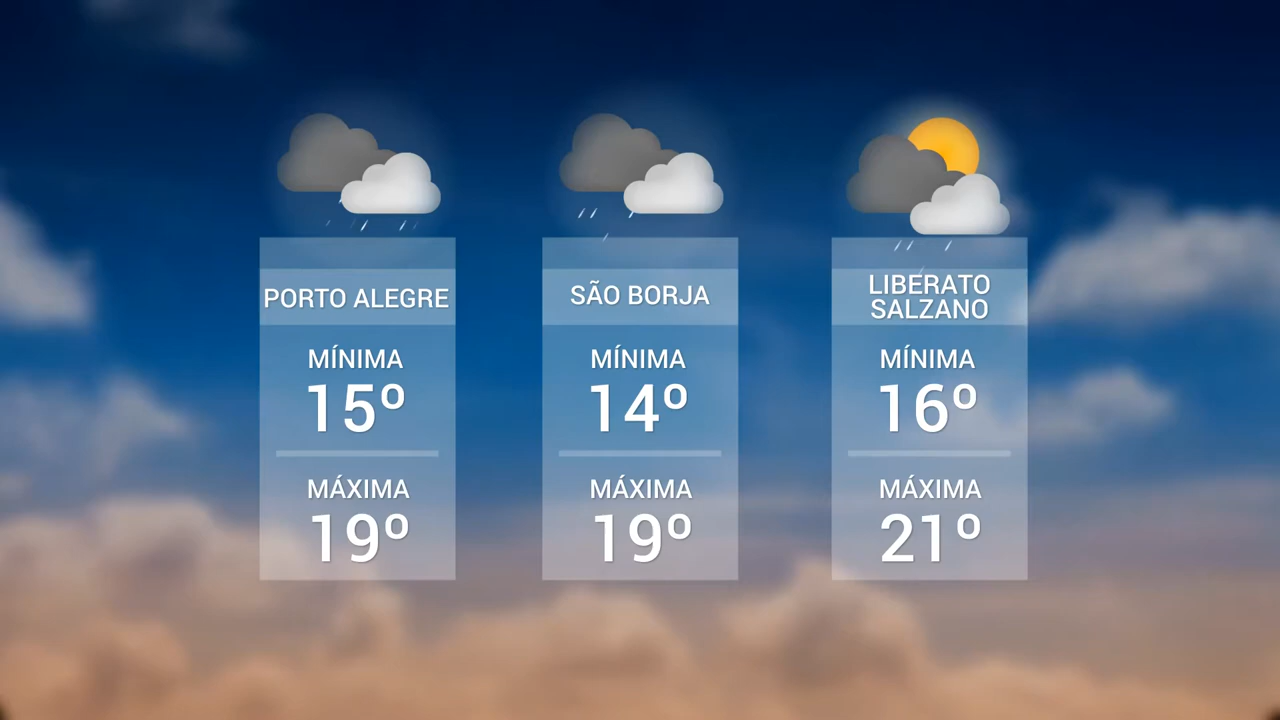 PORTO ALEGRE
MÍNIMA
15º
MÁXIMA
19º
SÃO BORJA
MÍNIMA
14º
MÁXIMA
19º
LIBERATO
SALZANO
MÍNIMA
16º
MÁXIMA
21º